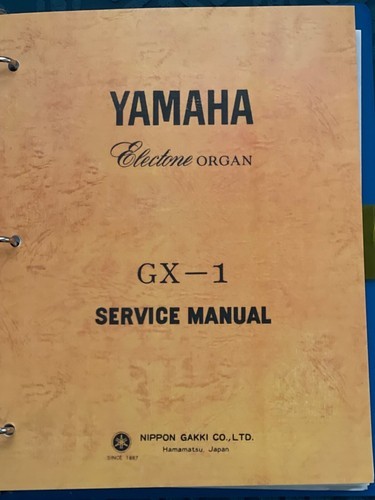 YAMAHA
Electone ORGAN
GX-1
SERVICE MANUAL
NIPPON GAKKI CO., LTD.
Hamamatsu, Japan
SINCE 1887